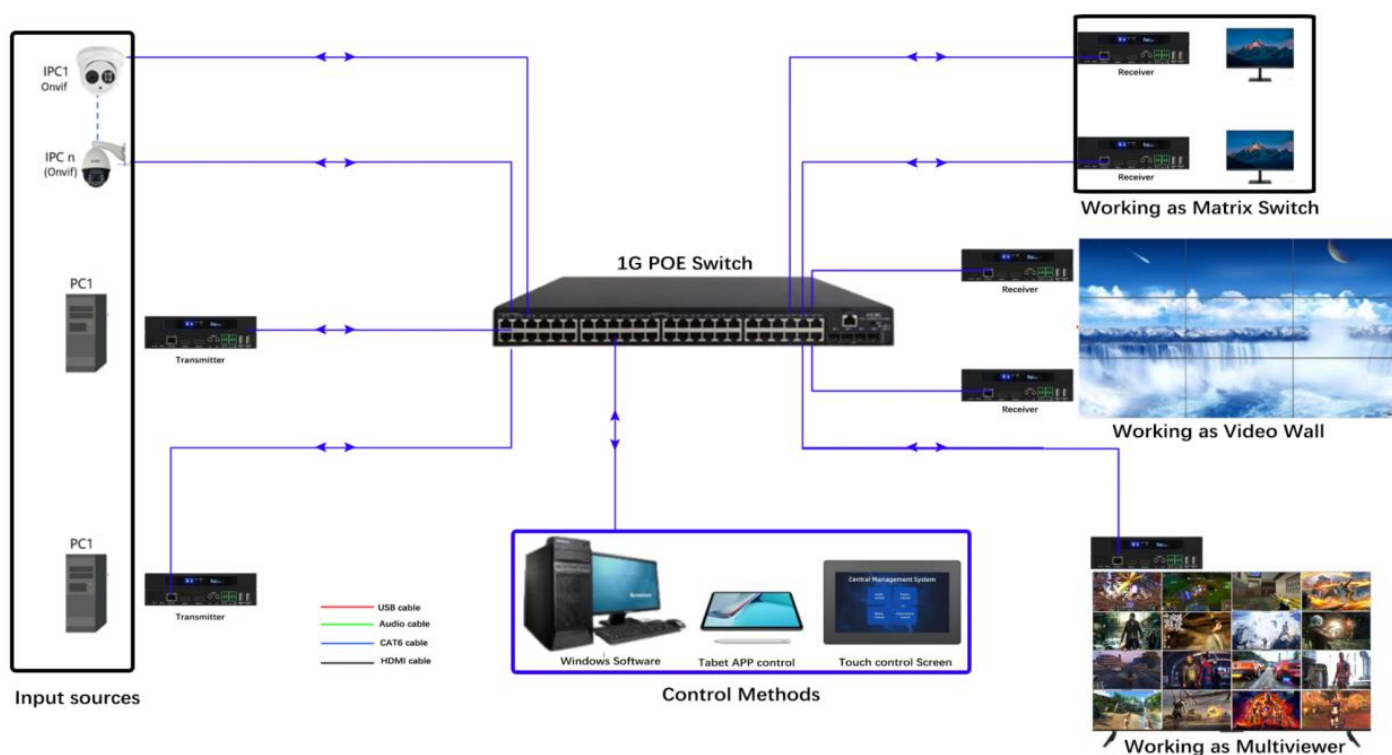 IPC1
Onvif
IPC n
(Onvif)
PC1
Transmitter
PC1
Transmitter
Input sources
USB cable
Audio cable
CAT6 cable
HDMI cable
1G POE Switch
H3C
Central Management System
Windows Software
Tabet APP control
Touch control Screen
Control Methods
Receiver
Receiver
Working as Matrix Switch
Receiver
Receiver
Working as Video Wall
Working as Multiviewer